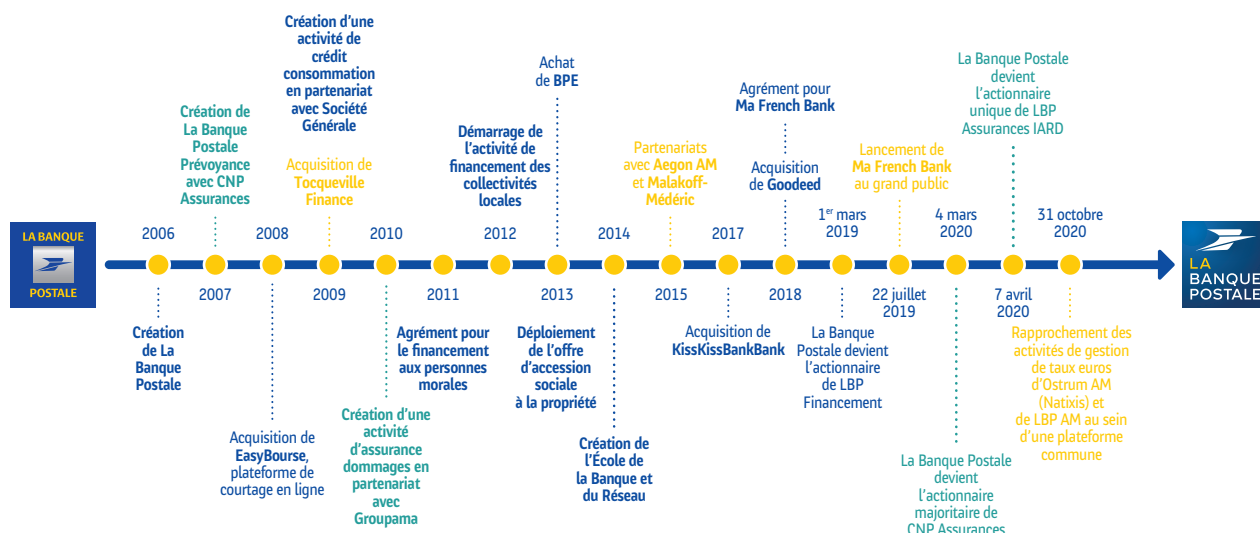 LA BANQUE
POSTALE
2006
Création
de La
Banque
Postale
Création de
La Banque
Postale
Prévoyance
avec CNP
Assurances
2007
2008
Acquisition de
EasyBourse,
plateforme de
courtage en ligne
Création d'une
activité de
crédit
consommation
en partenariat
avec Société
Générale
Acquisition de
Tocqueville
Finance
2009
2010
Création d'une
activité
d'assurance
dommages en
partenariat
avec
Groupama
2011
Agrément pour
le financement
aux personnes
morales
Démarrage de
l'activité de
financement des
collectivités
locales
2012
Achat
de BPE
2013
Déploiement
de l'offre
d'accession
sociale
à la propriété
2014
Création de
l'École de
la Banque et
du Réseau
Partenariats
avec Aegon AM
et Malakoff-
Médéric
2015
2017
Acquisition de
KissKissBankBank
Agrément pour
Ma French Bank
Acquisition
de Goodeed
2018
1er mars
2019
La Banque
Postale devient
l'actionnaire
de LBP
Financement
Lancement de
Ma French Bank
au grand public
22 juillet
2019
4 mars
2020
La Banque Postale
devient
l'actionnaire
majoritaire de
CNP Assurances
La Banque Postale
devient
l'actionnaire
unique de LBP
Assurances IARD
7 avril
2020
31 octobre
2020
Rapprochement des
activités de gestion
de taux euros
d'Ostrum AM
(Natixis) et
de LBP AM au sein
d'une plateforme
commune
LA
BANQUE
POSTALE